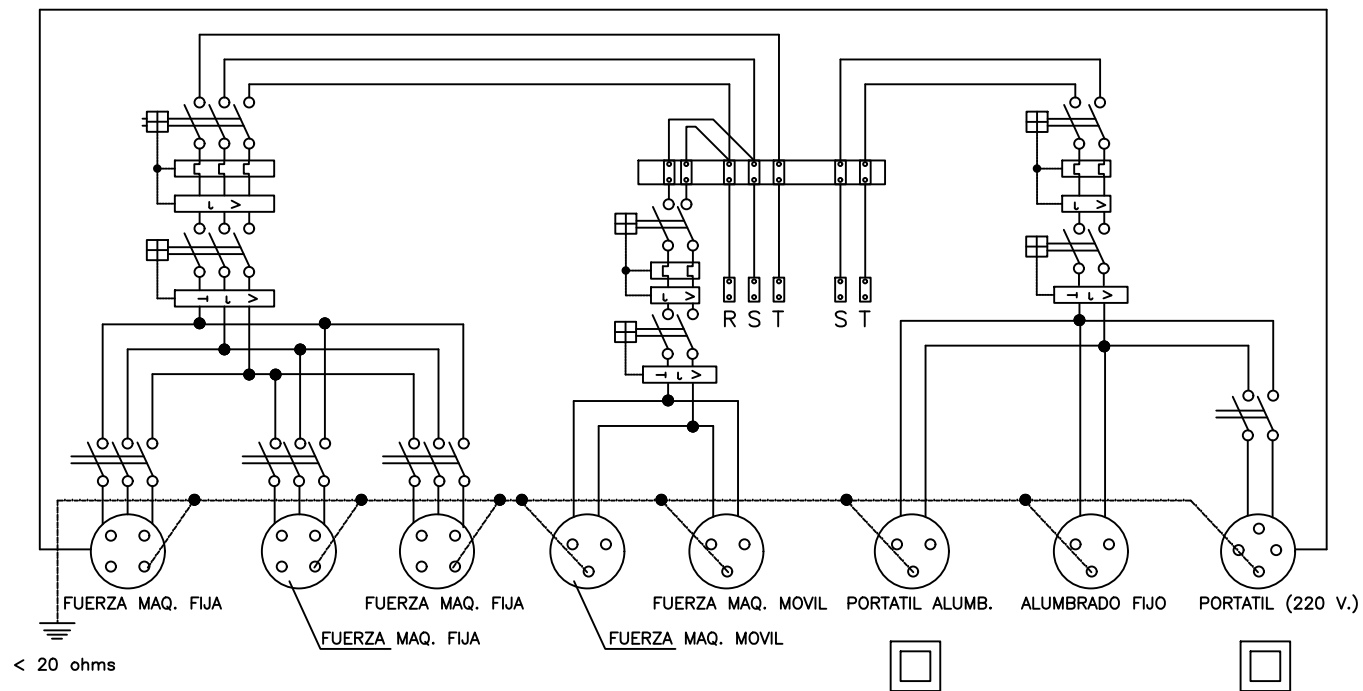 R S T
S T
FUERZA MAQ. FIJA
FUERZA MAQ. FIJA
FUERZA MAQ. MOVIL
PORTATIL ALUMB.
ALUMBRADO FIJO
PORTATIL (220 V.)
FUERZA MAQ. FIJA
FUERZA MAQ. MOVIL
< 20 ohms